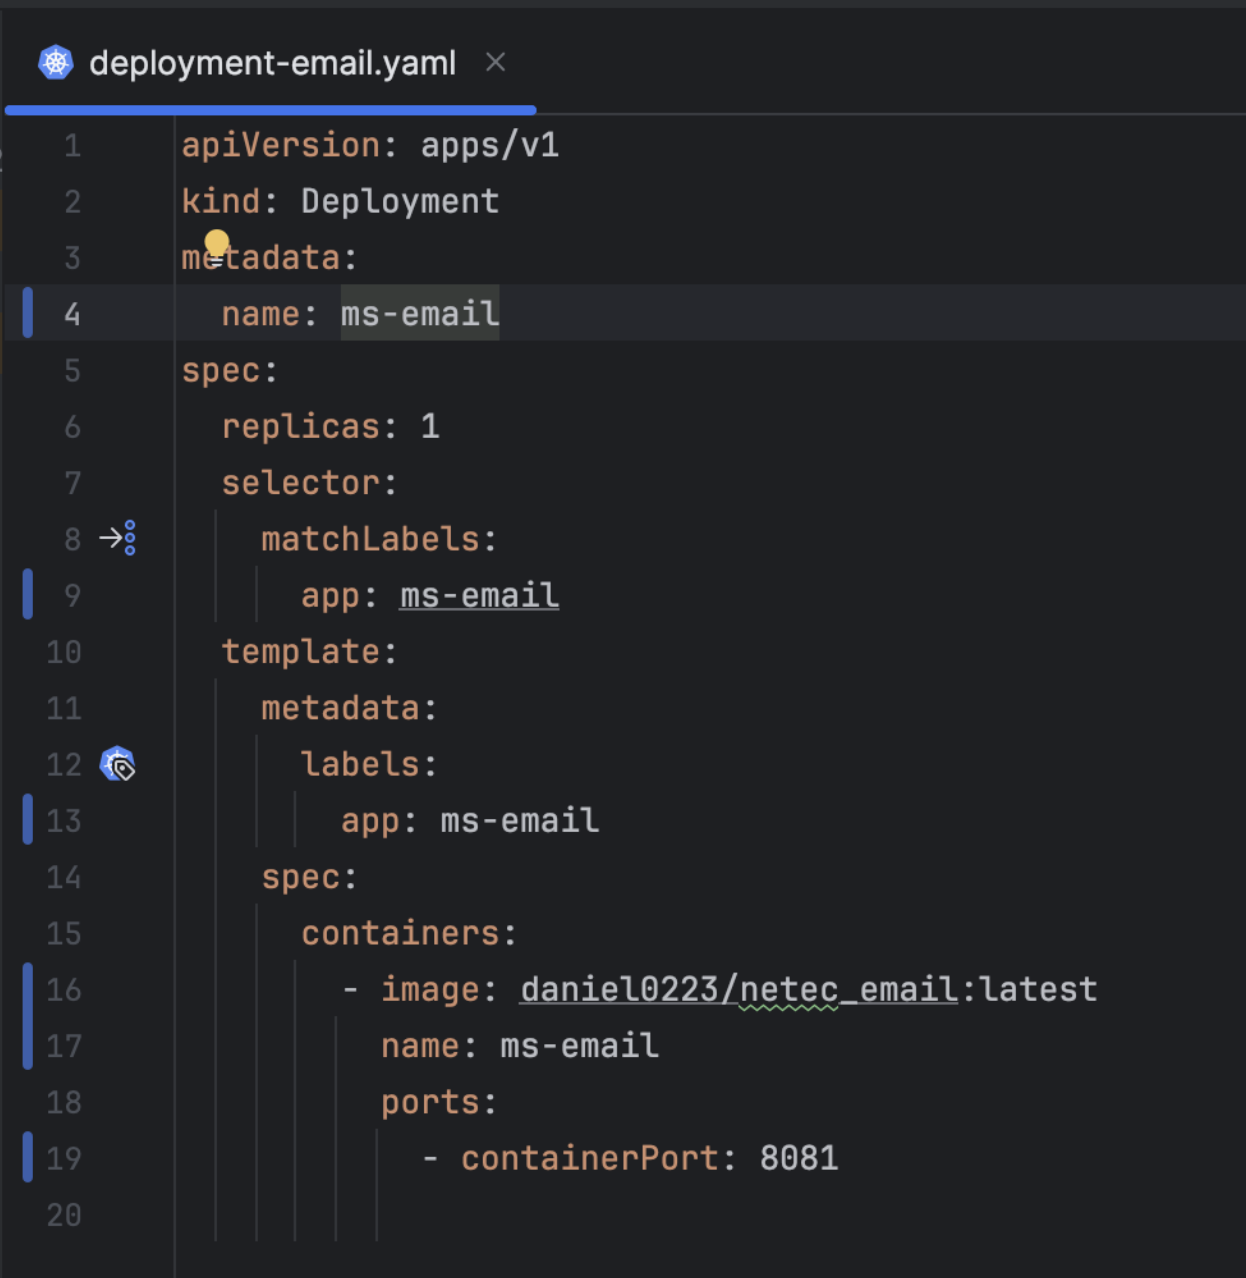 deployment-email.yaml
1 apiVersion: apps/v1
2 kind: Deployment
3 metadata:
4   name: ms-email
5 spec:
6   replicas: 1
7   selector:
8     matchLabels:
9       app: ms-email
10   template:
11     metadata:
12       labels:
13         app: ms-email
14     spec:
15       containers:
16         - image: daniel0223/netec_email:latest
17           name: ms-email
18           ports:
19             - containerPort: 8081
20